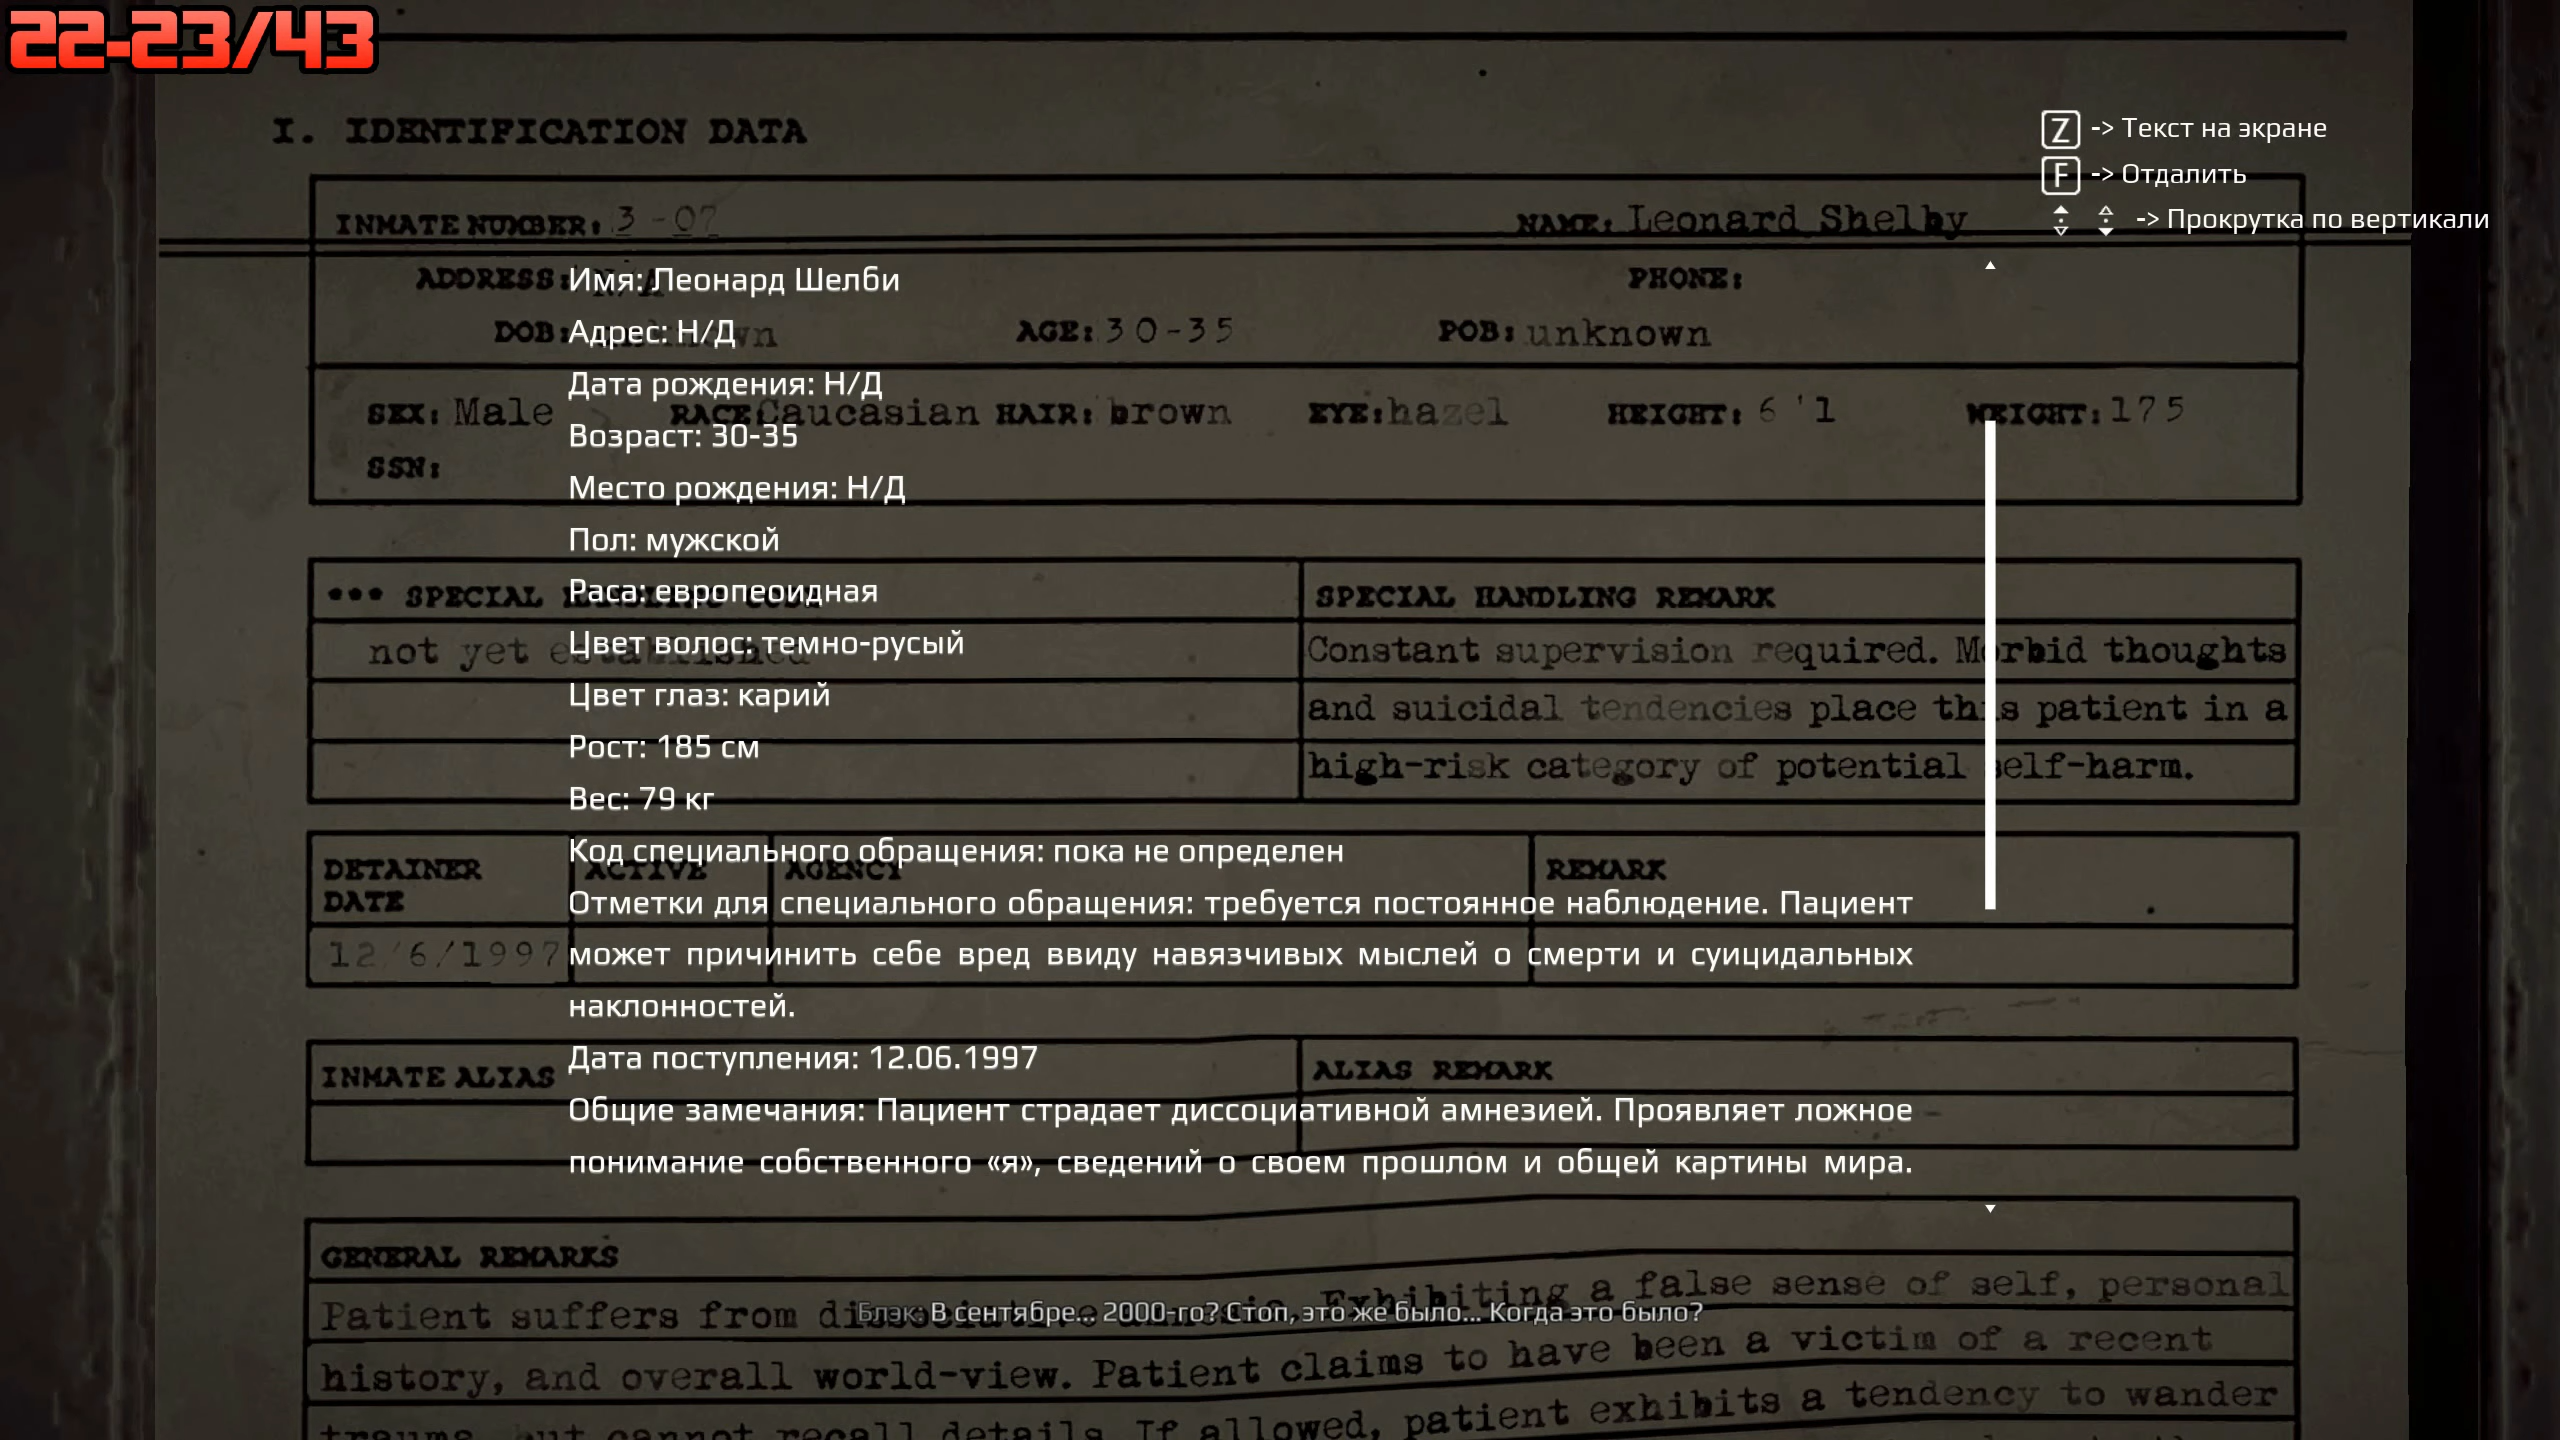 22-23/43
I. IDENTIFICATION DATA
Z -> Текст на экране
F -> Отдалить
-> Прокрутка по вертикали
INMATE NUMBER: 3-07 NAME: Leonard Shelby
ADDRESS: N/A PHONE:
Имя: Леонард Шелби
DOB: AGE: 30-35 POB: unknown
Адрес: Н/Д
Дата рождения: Н/Д
SEX: Male RACE: Caucasian HAIR: brown EYE: hazel HEIGHT: 6'1 WEIGHT: 175
Возраст: 30-35
SSN:
Место рождения: Н/Д
Пол: мужской
Раса: европеоидная
*** SPECIAL SPECIAL HANDLING REMARK
Цвет волос: темно-русый
not yet established Constant supervision required. Morbid thoughts
Цвет глаз: карий
and suicidal tendencies place this patient in a
Рост: 185 см
high-risk category of potential self-harm.
Вес: 79 кг
Код специального обращения: пока не определен
DETAINER DATE ACTIVE AGENCY REMARK
Отметки для специального обращения: требуется постоянное наблюдение. Пациент
12/6/1997
может причинить себе вред ввиду навязчивых мыслей о смерти и суицидальных
наклонностей.
Дата поступления: 12.06.1997
INMATE ALIAS ALIAS REMARK
Общие замечания: Пациент страдает диссоциативной амнезией. Проявляет ложное
понимание собственного «я», сведений о своем прошлом и общей картины мира.
GENERAL REMARKS
Patient suffers from dissociative amnesia. Exhibiting a false sense of self, personal
Блэк: В сентябре... 2000-го? Стоп, это же было... Когда это было?
history, and overall world-view. Patient claims to have been a victim of a recent
trauma, but cannot recall details. If allowed, patient exhibits a tendency to wander